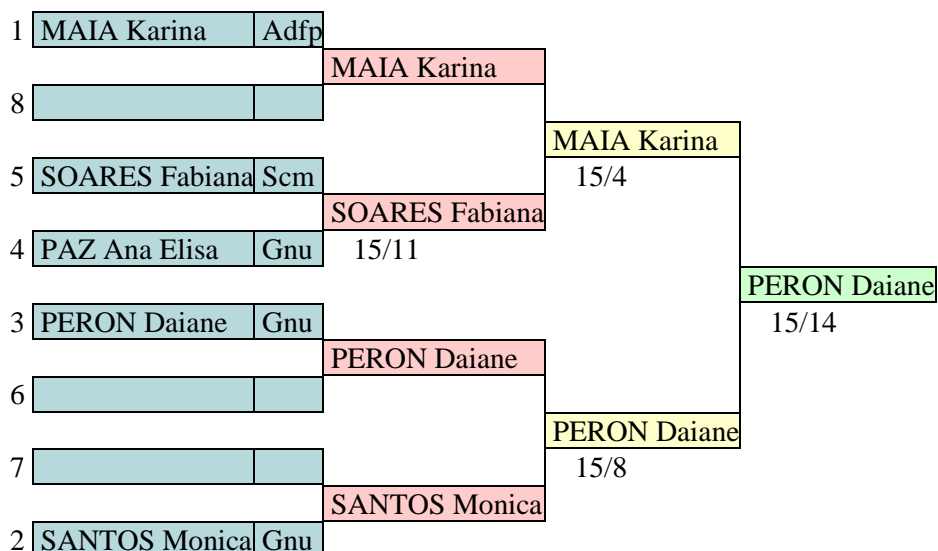 1 MAIA Karina Adfp
MAIA Karina
8
MAIA Karina
5 SOARES Fabiana Scm 15/4
SOARES Fabiana
4 PAZ Ana Elisa Gnu 15/11
PERON Daiane
3 PERON Daiane Gnu 15/14
PERON Daiane
6
PERON Daiane
7 15/8
SANTOS Monica
2 SANTOS Monica Gnu